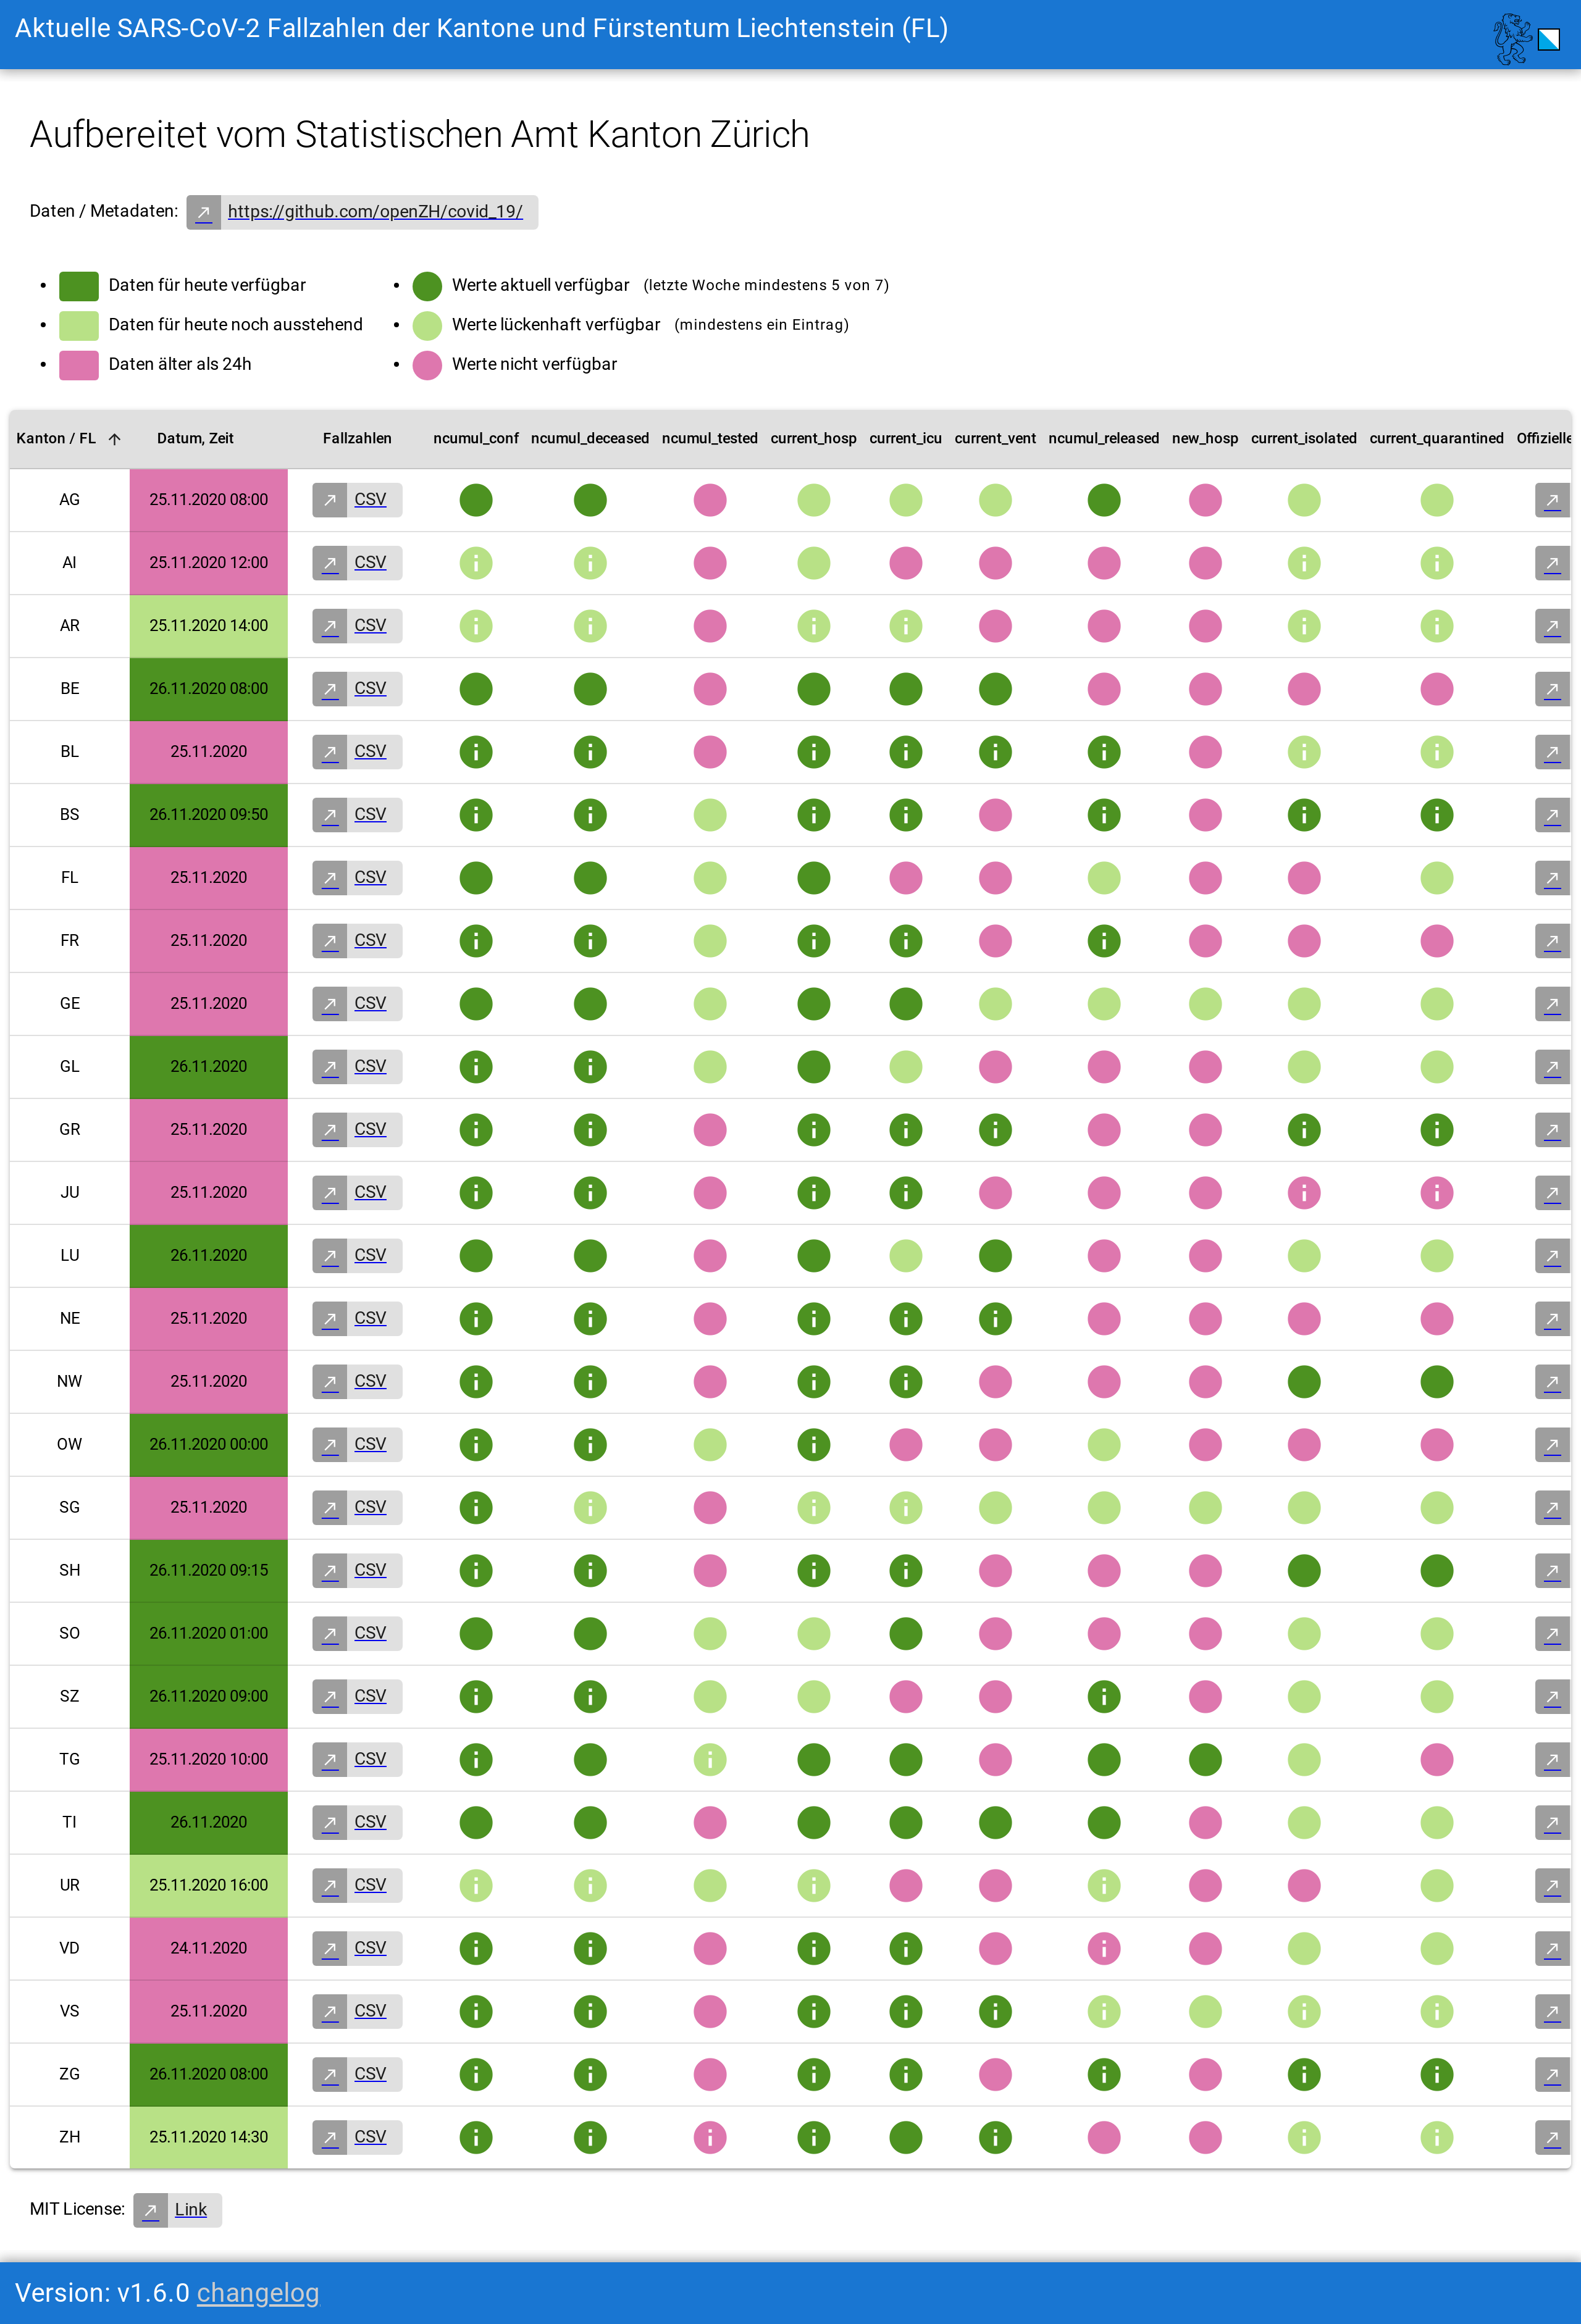 Aktuelle SARS-CoV-2 Fallzahlen der Kantone und Fürstentum Liechtenstein (FL)
Aufbereitet vom Statistischen Amt Kanton Zürich
Daten / Metadaten: https://github.com/openZH/covid_19/
Daten für heute verfügbar
Daten für heute noch ausstehend
Daten älter als 24h
Werte aktuell verfügbar (letzte Woche mindestens 5 von 7)
Werte lückenhaft verfügbar (mindestens ein Eintrag)
Werte nicht verfügbar
Kanton / FL Datum, Zeit Fallzahlen ncumul_conf ncumul_deceased ncumul_tested current_hosp current_icu current_vent ncumul_released new_hosp current_isolated current_quarantined Offizielle
AG 25.11.2020 08:00 CSV
AI 25.11.2020 12:00 CSV
AR 25.11.2020 14:00 CSV
BE 26.11.2020 08:00 CSV
BL 25.11.2020 CSV
BS 26.11.2020 09:50 CSV
FL 25.11.2020 CSV
FR 25.11.2020 CSV
GE 25.11.2020 CSV
GL 26.11.2020 CSV
GR 25.11.2020 CSV
JU 25.11.2020 CSV
LU 26.11.2020 CSV
NE 25.11.2020 CSV
NW 25.11.2020 CSV
OW 26.11.2020 00:00 CSV
SG 25.11.2020 CSV
SH 26.11.2020 09:15 CSV
SO 26.11.2020 01:00 CSV
SZ 26.11.2020 09:00 CSV
TG 25.11.2020 10:00 CSV
TI 26.11.2020 CSV
UR 25.11.2020 16:00 CSV
VD 24.11.2020 CSV
VS 25.11.2020 CSV
ZG 26.11.2020 08:00 CSV
ZH 25.11.2020 14:30 CSV
MIT License: Link
Version: v1.6.0 changelog